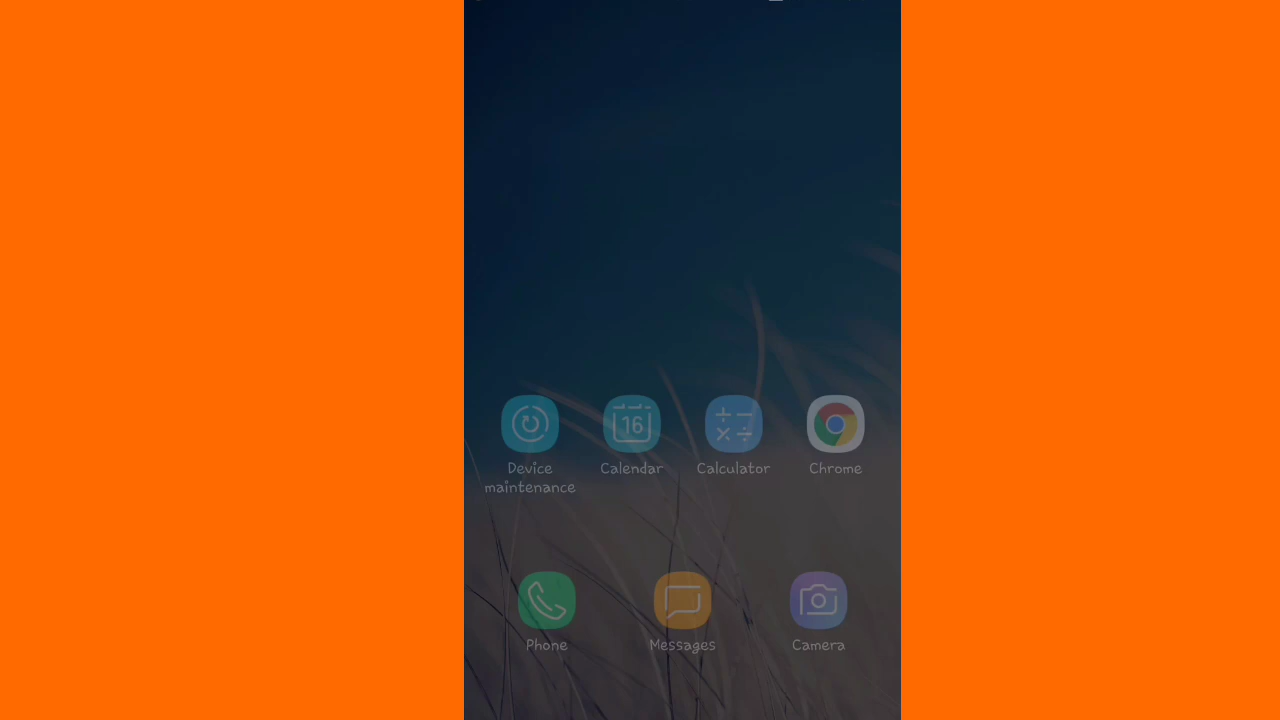 16
Device
maintenance
Calendar
Calculator
Chrome
Phone
Messages
Camera